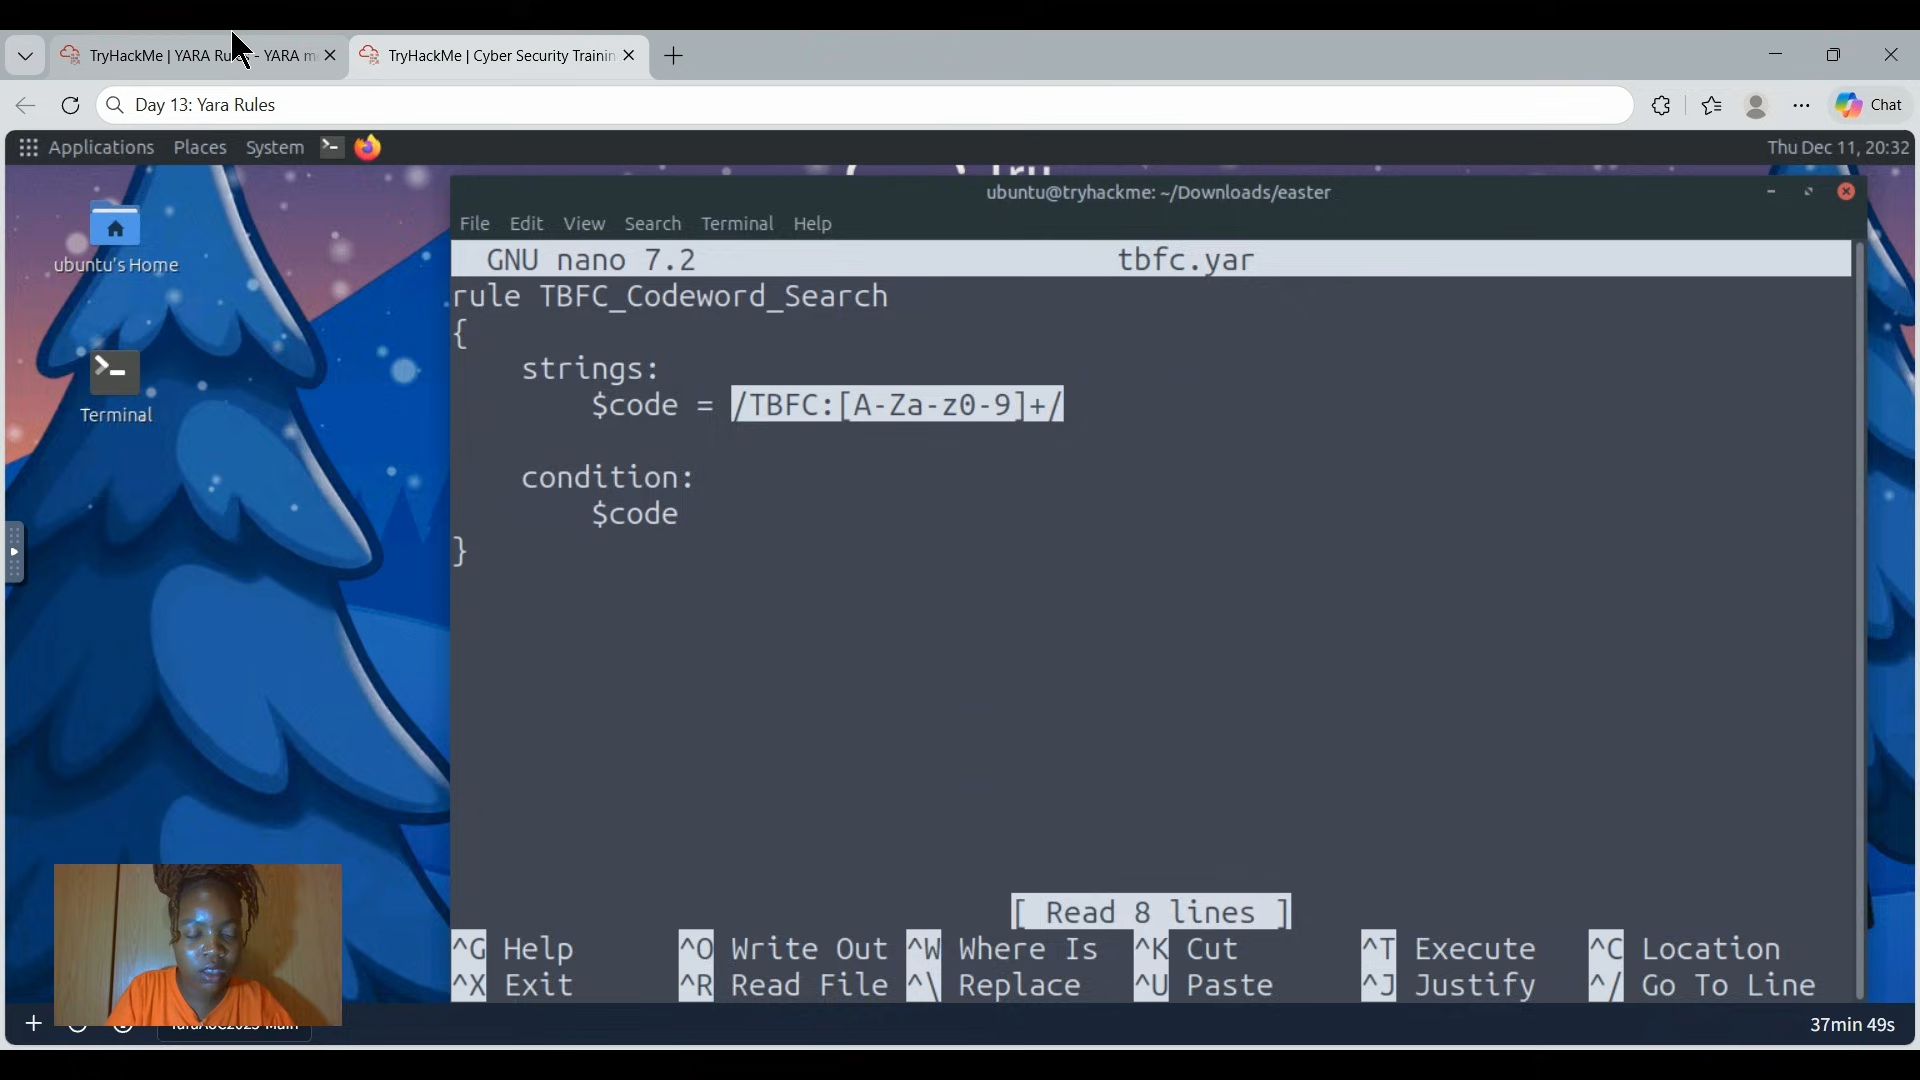 TryHackMe | YARA Ru - YARA m
TryHackMe | Cyber Security Trainin
Day 13: Yara Rules
Chat
Applications Places System
Thu Dec 11, 20:32
ubuntu's Home
Terminal
ubuntu@tryhackme: ~/Downloads/easter
File Edit View Search Terminal Help
GNU nano 7.2 tbfc.yar
rule TBFC_Codeword_Search
{
strings:
$code = /TBFC:[A-Za-z0-9]+/
condition:
$code
}
[ Read 8 lines ]
^G Help ^O Write Out ^W Where Is ^K Cut ^T Execute ^C Location
^X Exit ^R Read File ^\ Replace ^U Paste ^J Justify ^/ Go To Line
37min 49s